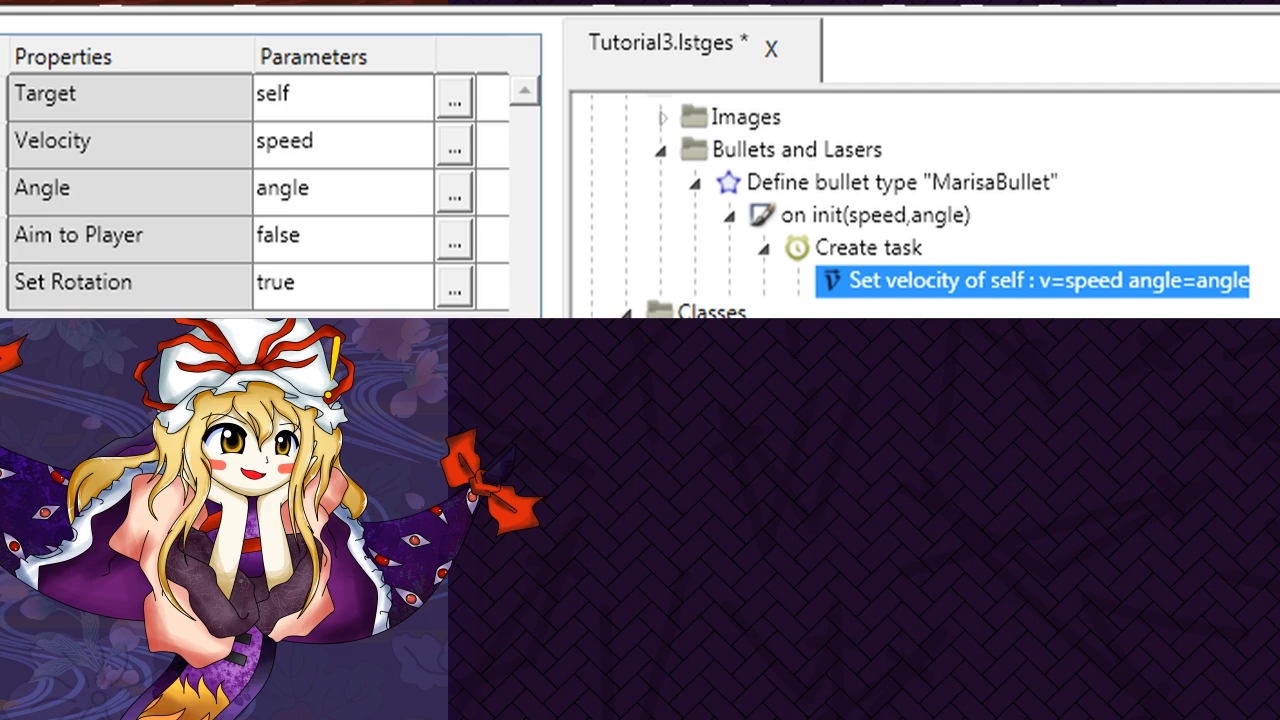 Properties Parameters
Target self ...
Velocity speed ...
Angle angle ...
Aim to Player false ...
Set Rotation true ...
Tutorial3.lstges * X
Images
Bullets and Lasers
Define bullet type "MarisaBullet"
on init(speed,angle)
Create task
Set velocity of self : v=speed angle=angle
Classes